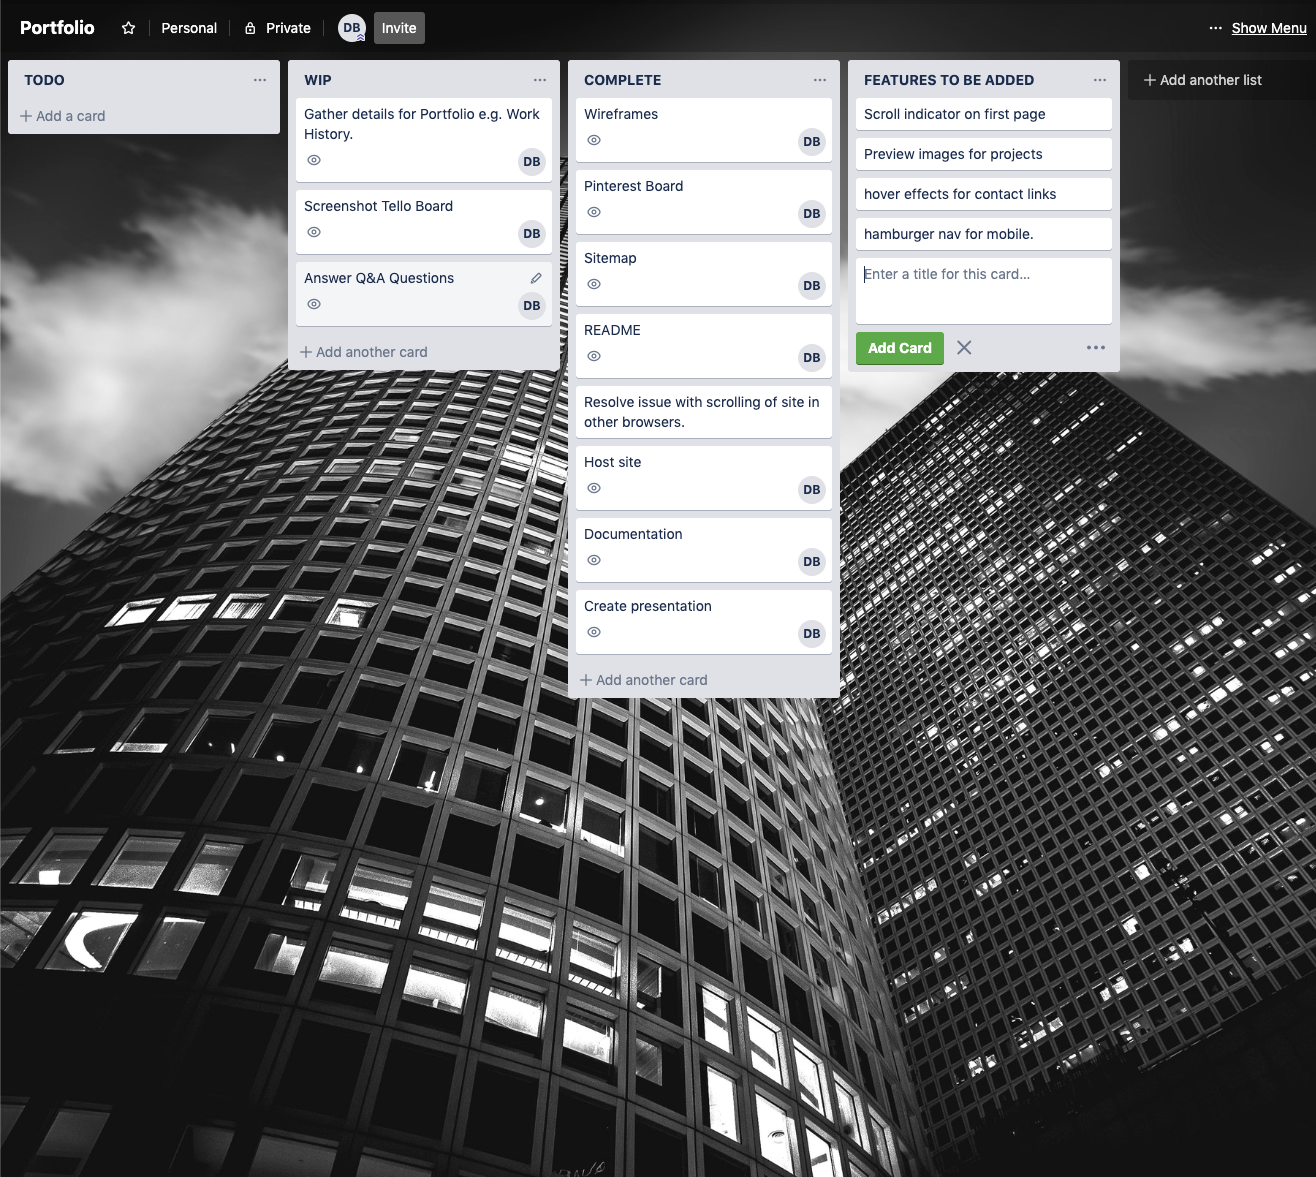 Portfolio
Personal
Private
DB
Invite
Show Menu
TODO
Add a card
WIP
Gather details for Portfolio e.g. Work
History.
DB
Screenshot Tello Board
DB
Answer Q&A Questions
DB
Add another card
COMPLETE
Wireframes
DB
Pinterest Board
DB
Sitemap
DB
README
DB
Resolve issue with scrolling of site in
other browsers.
Host site
DB
Documentation
DB
Create presentation
DB
Add another card
FEATURES TO BE ADDED
Scroll indicator on first page
Preview images for projects
hover effects for contact links
hamburger nav for mobile.
Enter a title for this card...
Add Card
Add another list